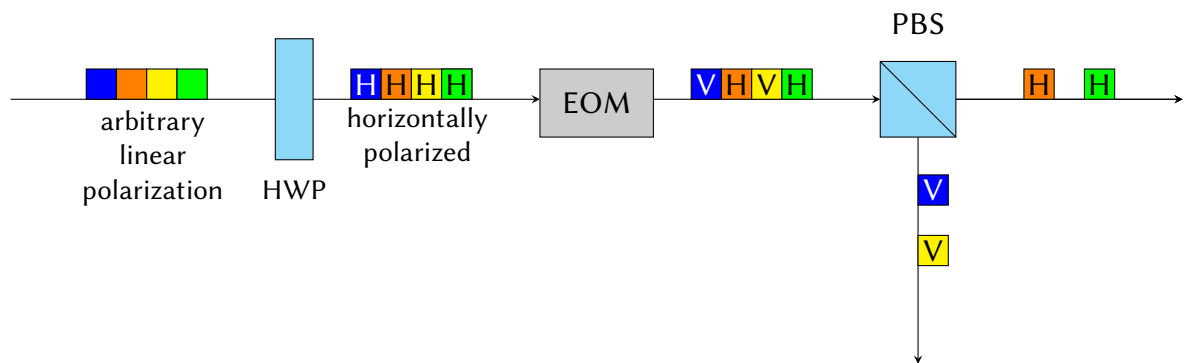 PBS
H H H H
EOM
V H V H
H H
arbitrary
linear
polarization
HWP
horizontally
polarized
V
V